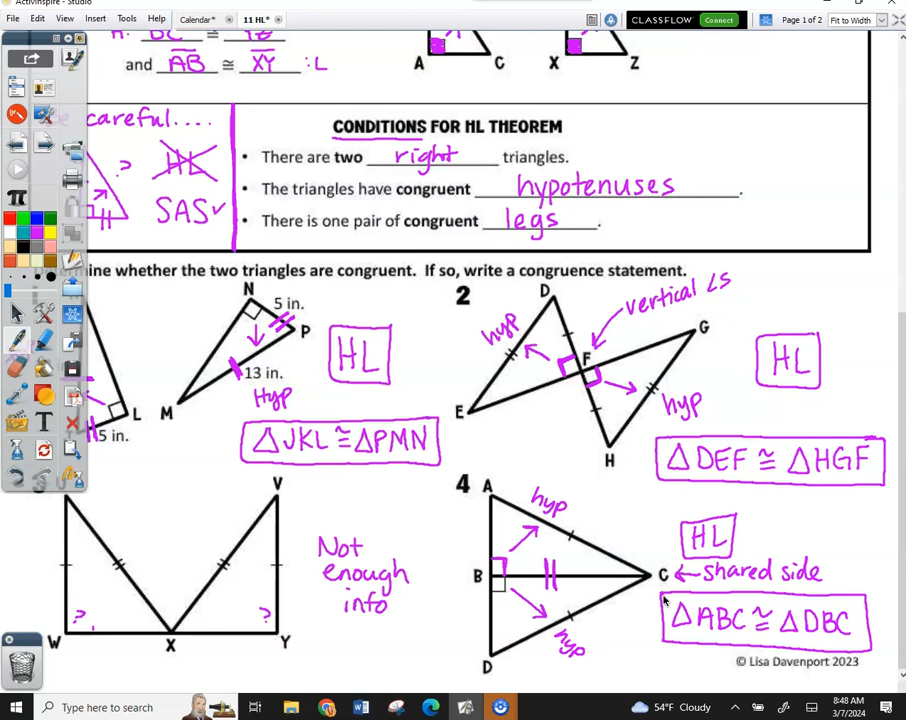 ActivInspire - Studio
File Edit View Insert Tools Help Calendar* 11 HL* CLASSFLOW Connect Page 1 of 2 Fit to Width
H: BC ≅ YZ
and AB ≅ XY :L
A C X Z
careful....
?
HL
SAS✓
CONDITIONS FOR HL THEOREM
• There are two right triangles.
• The triangles have congruent hypotenuses.
• There is one pair of congruent legs.
whether the two triangles are congruent. If so, write a congruence statement.
N
5 in.
P
13 in.
Hyp
M
L
5 in.
HL
△JKL ≅ △PMN
2
D
vertical ∠s
hyp
F
G
E
hyp
H
HL
△DEF ≅ △HGF
V
? ?
W X Y
Not
enough
info
4
A
hyp
B
C ← shared side
hyp
D
HL
△ABC ≅ △DBC
© Lisa Davenport 2023
Type here to search
54°F Cloudy
8:48 AM
3/7/2024